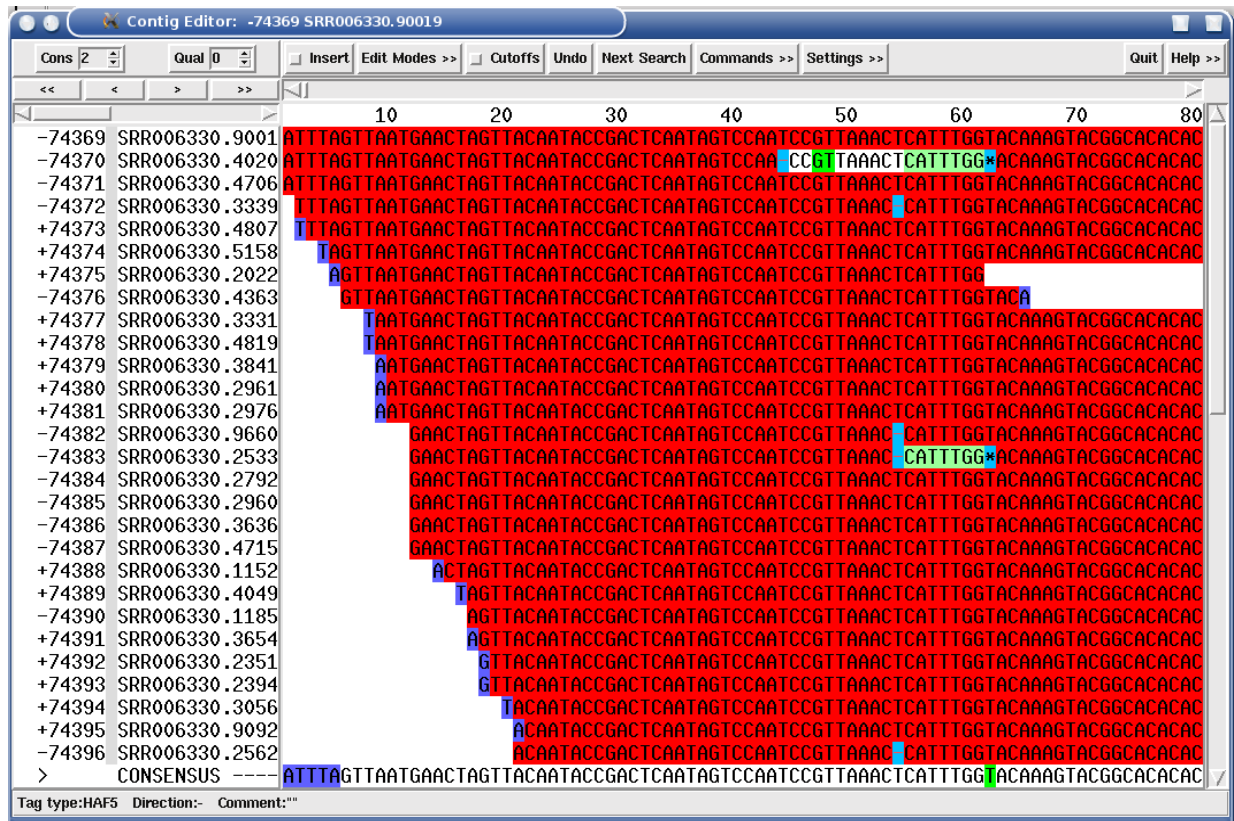 Contig Editor: -74369 SRR006330.90019
Cons 2 Qual 0 Insert Edit Modes >> Cutoffs Undo Next Search Commands >> Settings >> Quit Help >>
<< < > >>
10 20 30 40 50 60 70 80
-74369 SRR006330.9001 ATTTAGTTAATGAACTAGTTACAATACCGACTCAATAGTCCAATCCGTTAAACTCATTTGGTACAAAGTACGGCACACAC
-74370 SRR006330.4020 ATTTAGTTAATGAACTAGTTACAATACCGACTCAATAGTCCAA-CCGTTAAACTCATTTGG*ACAAAGTACGGCACACAC
-74371 SRR006330.4706 ATTTAGTTAATGAACTAGTTACAATACCGACTCAATAGTCCAATCCGTTAAACTCATTTGGTACAAAGTACGGCACACAC
-74372 SRR006330.3339 TTTAGTTAATGAACTAGTTACAATACCGACTCAATAGTCCAATCCGTTAAAC-CATTTGGTACAAAGTACGGCACACAC
+74373 SRR006330.4807 TTTAGTTAATGAACTAGTTACAATACCGACTCAATAGTCCAATCCGTTAAACTCATTTGGTACAAAGTACGGCACACAC
+74374 SRR006330.5158 TAGTTAATGAACTAGTTACAATACCGACTCAATAGTCCAATCCGTTAAACTCATTTGGTACAAAGTACGGCACACAC
+74375 SRR006330.2022 AGTTAATGAACTAGTTACAATACCGACTCAATAGTCCAATCCGTTAAACTCATTTGG
-74376 SRR006330.4363 GTTAATGAACTAGTTACAATACCGACTCAATAGTCCAATCCGTTAAACTCATTTGGTACA
+74377 SRR006330.3331 TAATGAACTAGTTACAATACCGACTCAATAGTCCAATCCGTTAAACTCATTTGGTACAAAGTACGGCACACAC
+74378 SRR006330.4819 TAATGAACTAGTTACAATACCGACTCAATAGTCCAATCCGTTAAACTCATTTGGTACAAAGTACGGCACACAC
+74379 SRR006330.3841 AATGAACTAGTTACAATACCGACTCAATAGTCCAATCCGTTAAACTCATTTGGTACAAAGTACGGCACACAC
+74380 SRR006330.2961 AATGAACTAGTTACAATACCGACTCAATAGTCCAATCCGTTAAACTCATTTGGTACAAAGTACGGCACACAC
+74381 SRR006330.2976 AATGAACTAGTTACAATACCGACTCAATAGTCCAATCCGTTAAACTCATTTGGTACAAAGTACGGCACACAC
-74382 SRR006330.9660 GAACTAGTTACAATACCGACTCAATAGTCCAATCCGTTAAAC-CATTTGGTACAAAGTACGGCACACAC
-74383 SRR006330.2533 GAACTAGTTACAATACCGACTCAATAGTCCAATCCGTTAAAC-CATTTGG*ACAAAGTACGGCACACAC
-74384 SRR006330.2792 GAACTAGTTACAATACCGACTCAATAGTCCAATCCGTTAAACTCATTTGGTACAAAGTACGGCACACAC
-74385 SRR006330.2960 GAACTAGTTACAATACCGACTCAATAGTCCAATCCGTTAAACTCATTTGGTACAAAGTACGGCACACAC
-74386 SRR006330.3636 GAACTAGTTACAATACCGACTCAATAGTCCAATCCGTTAAACTCATTTGGTACAAAGTACGGCACACAC
-74387 SRR006330.4715 GAACTAGTTACAATACCGACTCAATAGTCCAATCCGTTAAACTCATTTGGTACAAAGTACGGCACACAC
+74388 SRR006330.1152 ACTAGTTACAATACCGACTCAATAGTCCAATCCGTTAAACTCATTTGGTACAAAGTACGGCACACAC
+74389 SRR006330.4049 TAGTTACAATACCGACTCAATAGTCCAATCCGTTAAACTCATTTGGTACAAAGTACGGCACACAC
-74390 SRR006330.1185 AGTTACAATACCGACTCAATAGTCCAATCCGTTAAACTCATTTGGTACAAAGTACGGCACACAC
+74391 SRR006330.3654 AGTTACAATACCGACTCAATAGTCCAATCCGTTAAACTCATTTGGTACAAAGTACGGCACACAC
+74392 SRR006330.2351 GTTACAATACCGACTCAATAGTCCAATCCGTTAAACTCATTTGGTACAAAGTACGGCACACAC
+74393 SRR006330.2394 GTTACAATACCGACTCAATAGTCCAATCCGTTAAACTCATTTGGTACAAAGTACGGCACACAC
+74394 SRR006330.3056 TACAATACCGACTCAATAGTCCAATCCGTTAAACTCATTTGGTACAAAGTACGGCACACAC
+74395 SRR006330.9092 ACAATACCGACTCAATAGTCCAATCCGTTAAACTCATTTGGTACAAAGTACGGCACACAC
-74396 SRR006330.2562 ACAATACCGACTCAATAGTCCAATCCGTTAAAC-CATTTGGTACAAAGTACGGCACACAC
> CONSENSUS ---- ATTTAGTTAATGAACTAGTTACAATACCGACTCAATAGTCCAATCCGTTAAACTCATTTGGTACAAAGTACGGCACACAC
Tag type:HAF5 Direction:- Comment:""